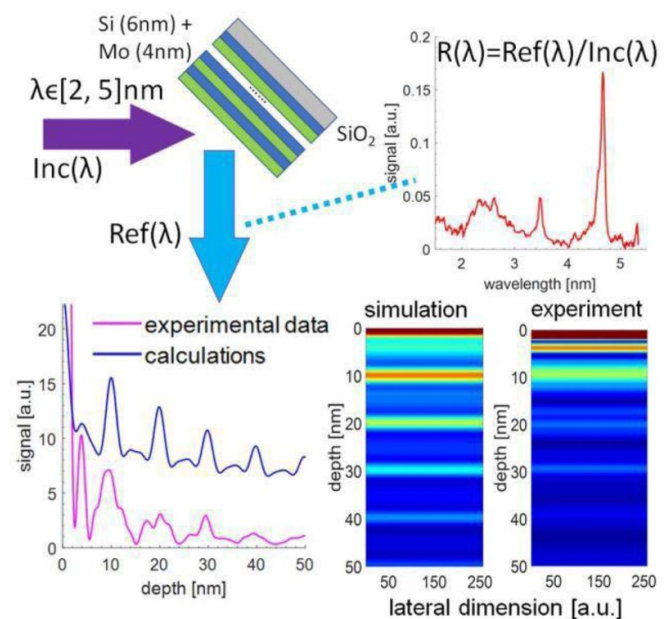 Si (6nm) +
Mo (4nm)
λϵ[2, 5]nm
Inc(λ)
SiO2
Ref(λ)
R(λ)=Ref(λ)/Inc(λ)
0.2
0.15
0.1
0.05
0
signal [a.u.]
2 3 4 5
wavelength [nm]
experimental data
calculations
20
15
10
5
0
signal [a.u.]
0 10 20 30 40 50
depth [nm]
simulation
0
10
20
30
40
50
depth [nm]
50 150 250
experiment
0
10
20
30
40
50
depth [nm]
50 150 250
lateral dimension [a.u.]